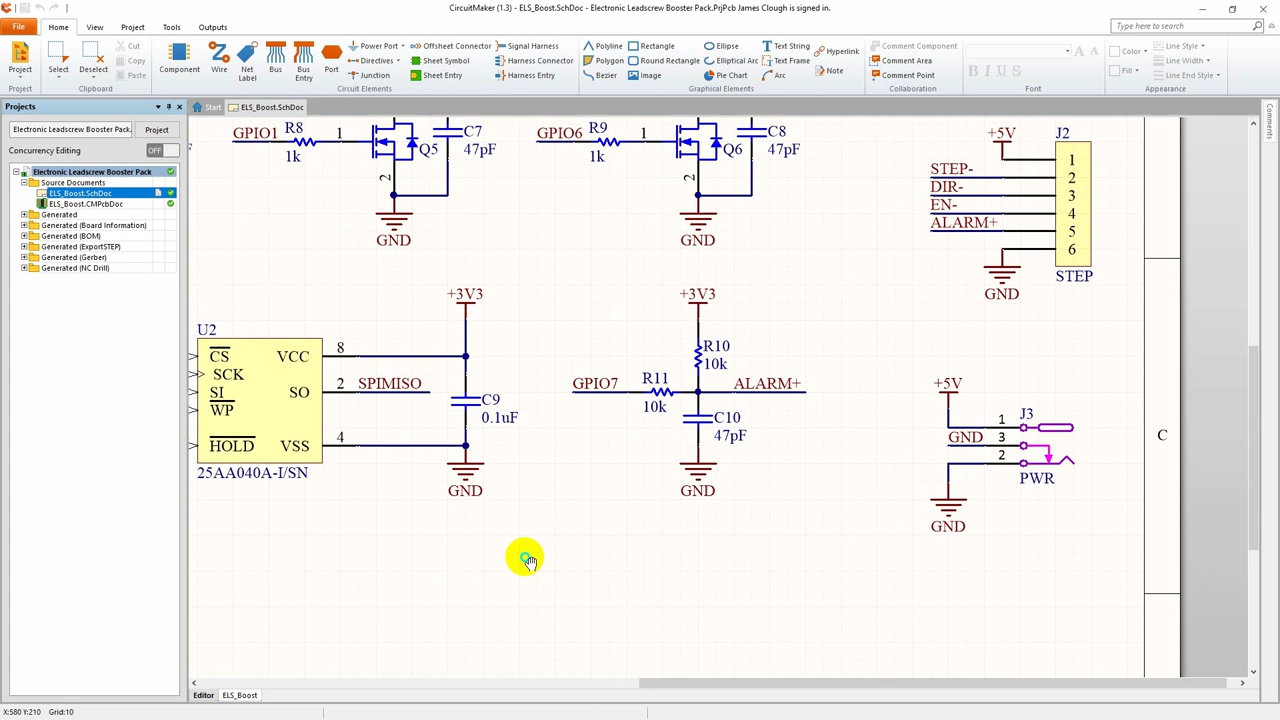 CircuitMaker (1.3) - ELS_Boost.SchDoc - Electronic Leadscrew Booster Pack.PrjPcb James Clough is signed in.
File Home View Project Tools Outputs
Type here to search
Project Select Deselect Cut Copy Paste Component Wire Net Label Bus Bus Entry Port
Power Port Directives Junction Offsheet Connector Sheet Symbol Sheet Entry Signal Harness Harness Connector Harness Entry
Polyline Polygon Bezier Rectangle Round Rectangle Image Ellipse Elliptical Arc Pie Chart Text String Text Frame Arc Hyperlink Note
Comment Component Comment Area Comment Point
B I U S A A
Color Fill Line Style Line Width Line End Style
Project Clipboard Circuit Elements Graphical Elements Collaboration Font Appearance
Projects
Start ELS_Boost.SchDoc
Comments
Electronic Leadscrew Booster Pack. Project
Concurrency Editing OFF
Electronic Leadscrew Booster Pack
Source Documents
ELS_Boost.SchDoc
ELS_Boost.CMPcbDoc
Generated
Generated (Board Information)
Generated (BOM)
Generated (ExportSTEP)
Generated (Gerber)
Generated (NC Drill)
GPIO1 R8 1k 1 Q5 2 C7 47pF GND
GPIO6 R9 1k 1 Q6 2 C8 47pF GND
+5V J2
STEP- DIR- EN- ALARM+
1 2 3 4 5 6
GND STEP
U2
CS SCK SI WP HOLD
VCC SO VSS
8
2 SPIMISO
4
25AA040A-I/SN
+3V3 C9 0.1uF GND
+3V3 R10 10k
GPIO7 R11 10k ALARM+
C10 47pF GND
+5V J3
1
GND 3
2
PWR
GND
C
Editor ELS_Boost
X:580 Y:210 Grid:10